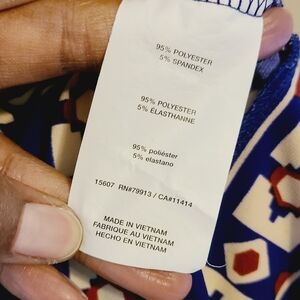 95% POLYESTER
5% SPANDEX
95% POLYESTER
5% ÉLASTHANNE
95% poliéster
5% elastano
15607 RN#79913 / CA#11414
MADE IN VIETNAM
FABRIQUE AU VIETNAM
HECHO EN VIETNAM